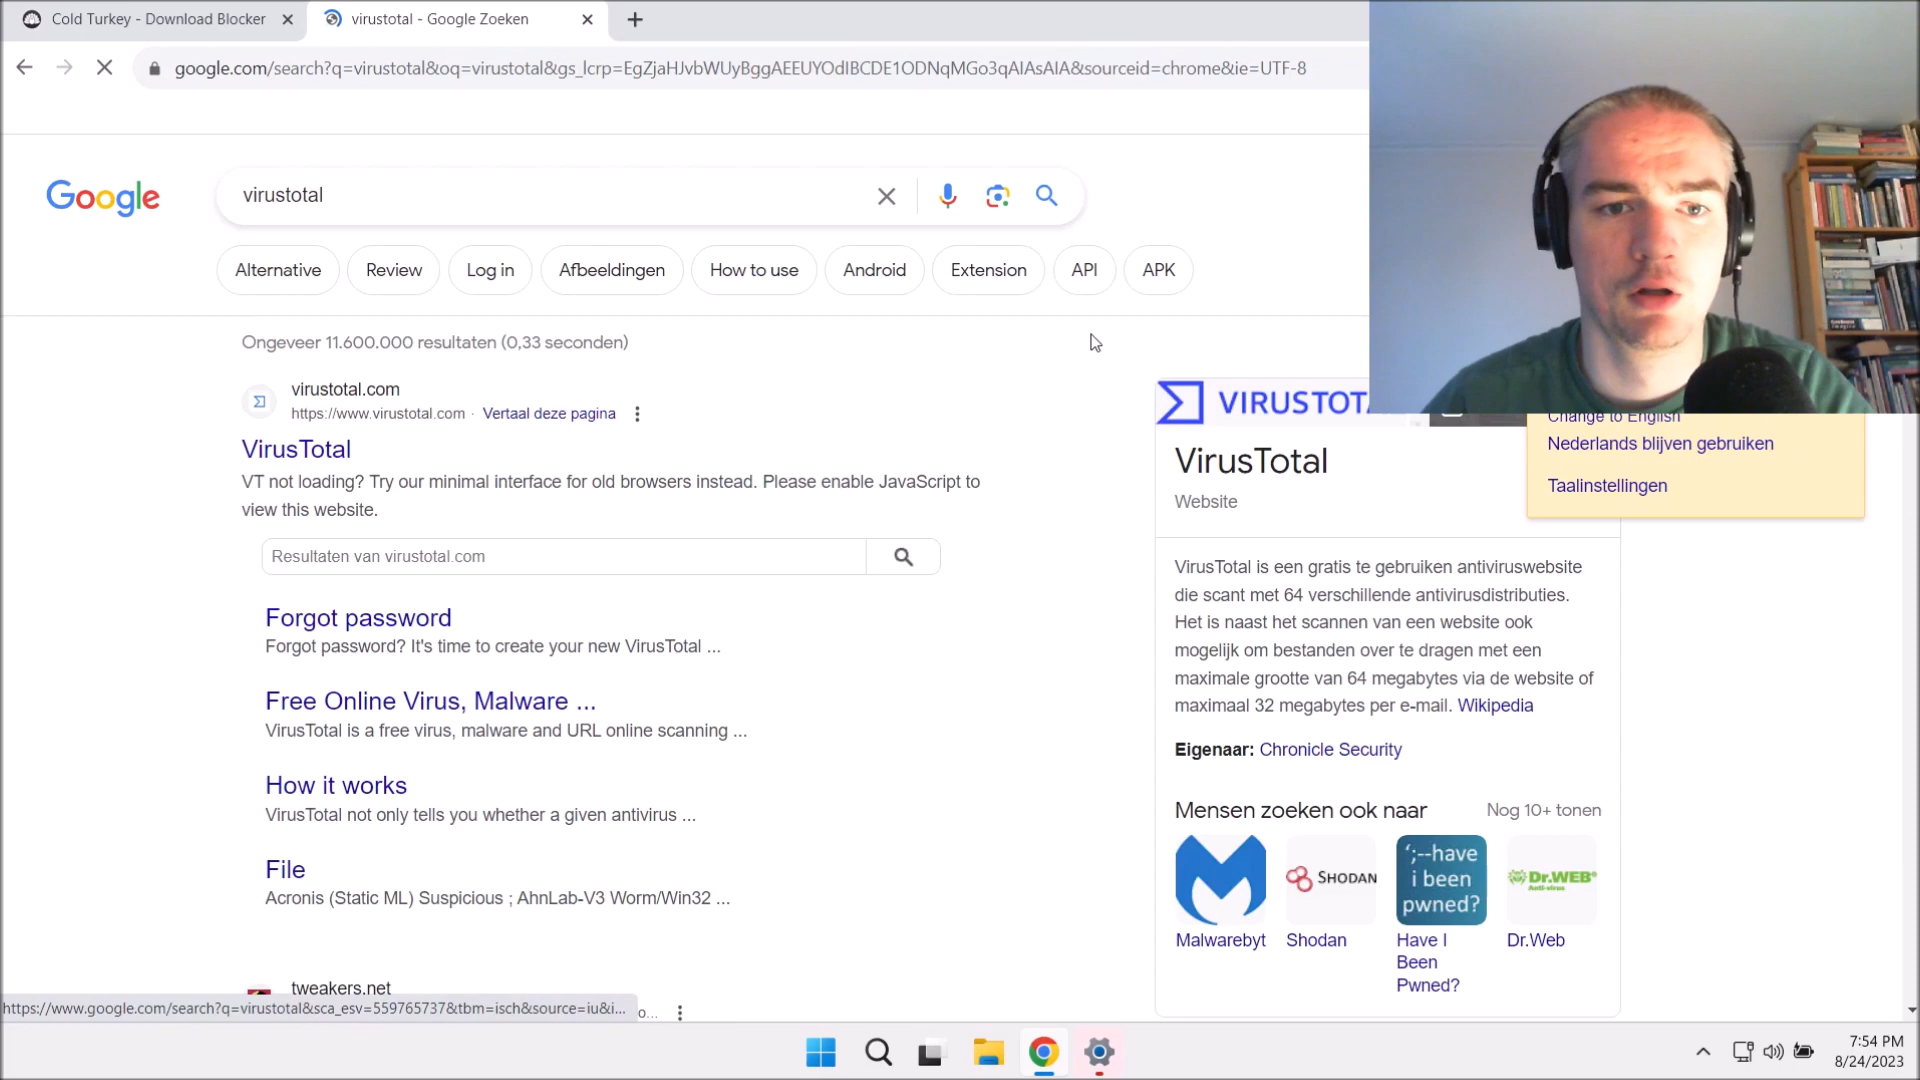 Cold Turkey - Download Blocker
virustotal - Google Zoeken
google.com/search?q=virustotal&oq=virustotal&gs_lcrp=EgZjaHJvbWUyBggAEEUYOdIBCDE1ODNqMGo3qAIAsAIA&sourceid=chrome&ie=UTF-8
Google
virustotal
Alternative
Review
Log in
Afbeeldingen
How to use
Android
Extension
API
APK
Ongeveer 11.600.000 resultaten (0,33 seconden)
virustotal.com
https://www.virustotal.com · Vertaal deze pagina
VirusTotal
VT not loading? Try our minimal interface for old browsers instead. Please enable JavaScript to
view this website.
Resultaten van virustotal.com
Forgot password
Forgot password? It's time to create your new VirusTotal ...
Free Online Virus, Malware ...
VirusTotal is a free virus, malware and URL online scanning ...
How it works
VirusTotal not only tells you whether a given antivirus ...
File
Acronis (Static ML) Suspicious ; AhnLab-V3 Worm/Win32 ...
tweakers.net
https://www.google.com/search?q=virustotal&sca_esv=559765737&tbm=isch&source=iu&i...
o...
VIRUSTOT
Change to English
Nederlands blijven gebruiken
Taalinstellingen
VirusTotal
Website
VirusTotal is een gratis te gebruiken antiviruswebsite
die scant met 64 verschillende antivirusdistributies.
Het is naast het scannen van een website ook
mogelijk om bestanden over te dragen met een
maximale grootte van 64 megabytes via de website of
maximaal 32 megabytes per e-mail. Wikipedia
Eigenaar: Chronicle Security
Mensen zoeken ook naar
Nog 10+ tonen
SHODAN
';--have
i been
pwned?
Dr.WEB
Anti-virus
Malwarebyt
Shodan
Have I
Been
Pwned?
Dr.Web
7:54 PM
8/24/2023